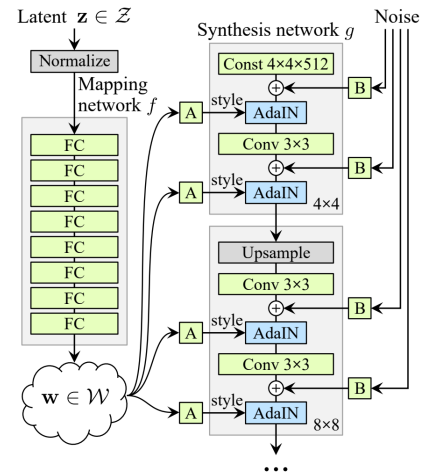 Latent z ∈ 𝒵
Normalize
Mapping
network f
FC
FC
FC
FC
FC
FC
FC
FC
w ∈ 𝒲
Synthesis network g
Noise
Const 4×4×512
B
A
style
AdaIN
Conv 3×3
B
A
style
AdaIN
4×4
Upsample
Conv 3×3
B
A
style
AdaIN
Conv 3×3
B
A
style
AdaIN
8×8
...